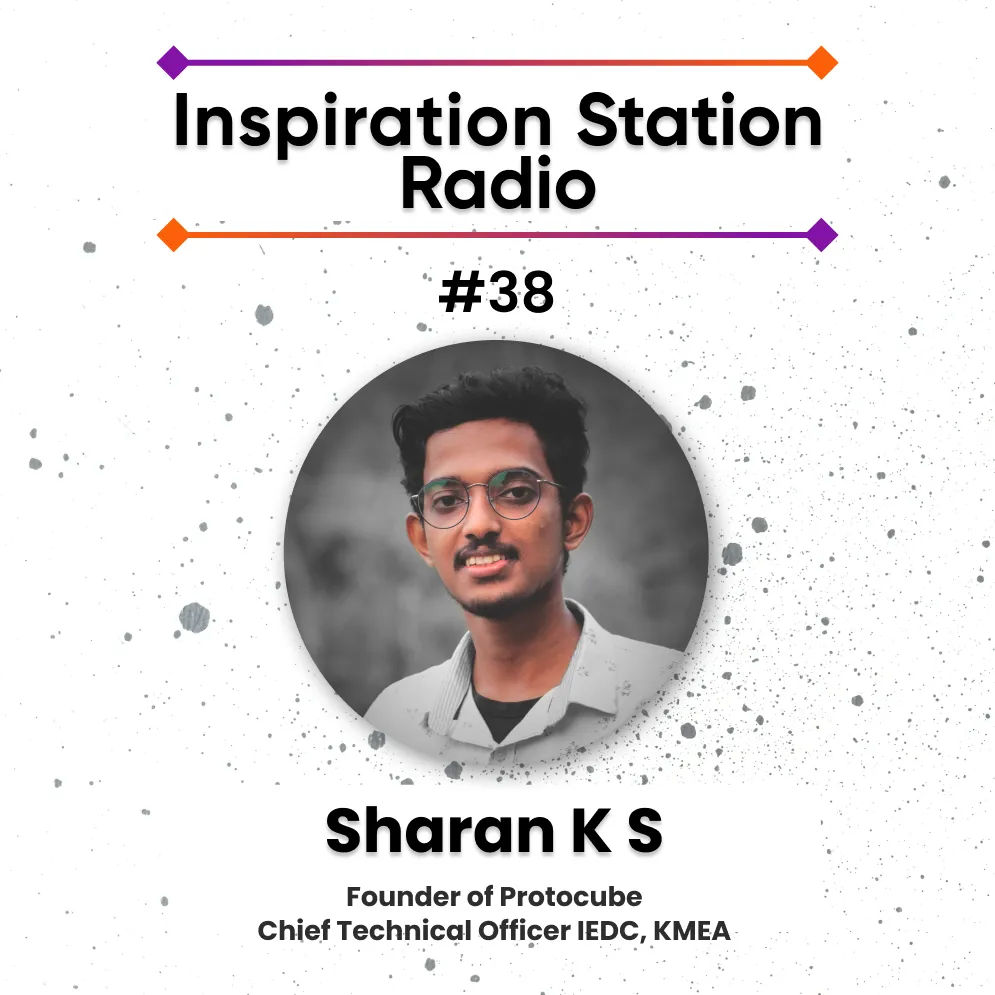 Inspiration Station
Radio
#38
Sharan K S
Founder of Protocube
Chief Technical Officer IEDC, KMEA